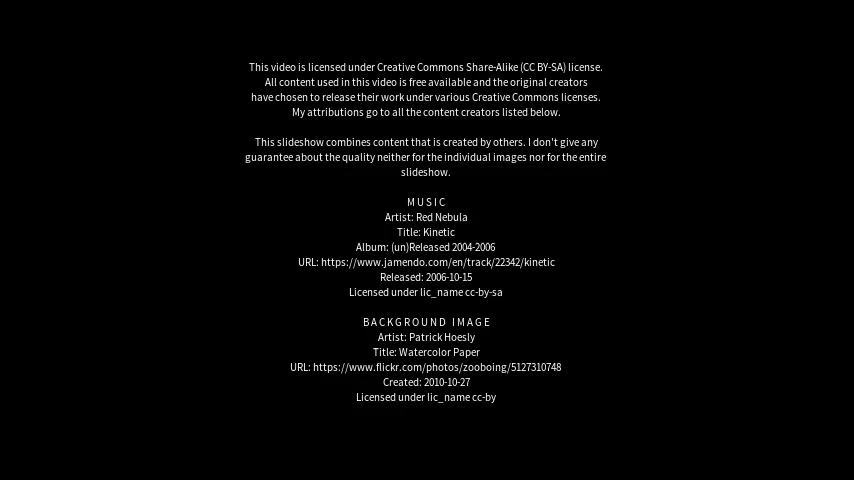 This video is licensed under Creative Commons Share-Alike (CC BY-SA) license.
All content used in this video is free available and the original creators
have chosen to release their work under various Creative Commons licenses.
My attributions go to all the content creators listed below.
This slideshow combines content that is created by others. I don't give any
guarantee about the quality neither for the individual images nor for the entire
slideshow.
MUSIC
Artist: Red Nebula
Title: Kinetic
Album: (un)Released 2004-2006
URL: https://www.jamendo.com/en/track/22342/kinetic
Released: 2006-10-15
Licensed under lic_name cc-by-sa
BACKGROUND IMAGE
Artist: Patrick Hoesly
Title: Watercolor Paper
URL: https://www.flickr.com/photos/zooboing/5127310748
Created: 2010-10-27
Licensed under lic_name cc-by